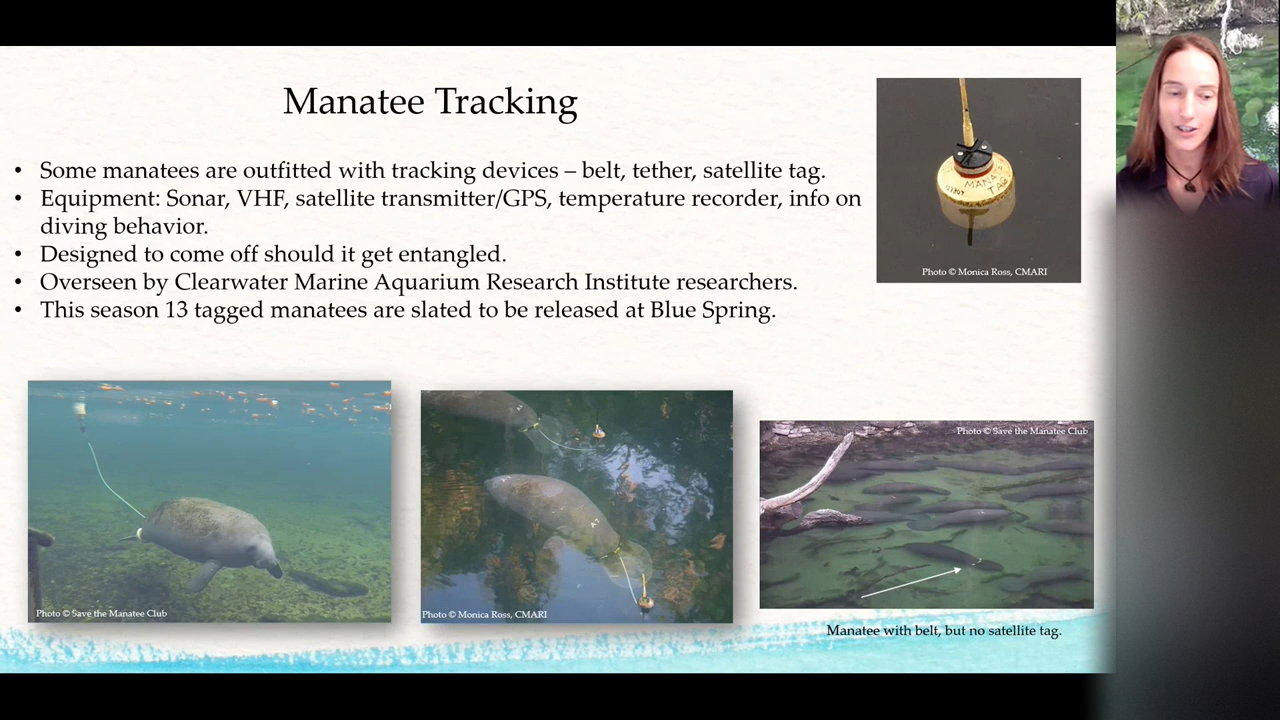 Manatee Tracking
• Some manatees are outfitted with tracking devices – belt, tether, satellite tag.
• Equipment: Sonar, VHF, satellite transmitter/GPS, temperature recorder, info on
diving behavior.
• Designed to come off should it get entangled.
• Overseen by Clearwater Marine Aquarium Research Institute researchers.
• This season 13 tagged manatees are slated to be released at Blue Spring.
MANA
TAG
Photo © Monica Ross, CMARI
Photo © Save the Manatee Club
Photo © Monica Ross, CMARI
Photo © Save the Manatee Club
Manatee with belt, but no satellite tag.